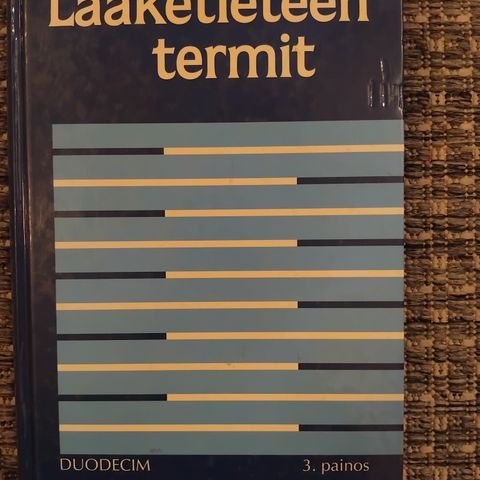 Lääketieteen
termit
DUODECIM
3. painos